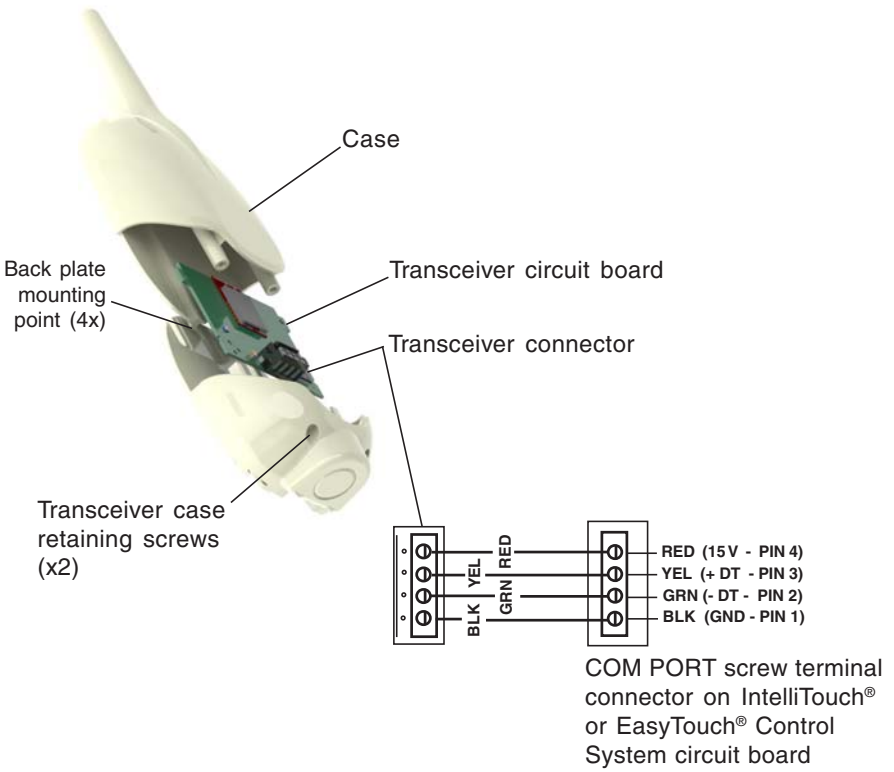 Case
Back plate
mounting
point (4x)
Transceiver circuit board
Transceiver connector
Transceiver case
retaining screws
(x2)
RED
YEL
GRN
BLK
RED (15 V - PIN 4)
YEL (+ DT - PIN 3)
GRN (- DT - PIN 2)
BLK (GND - PIN 1)
COM PORT screw terminal
connector on IntelliTouch®
or EasyTouch® Control
System circuit board